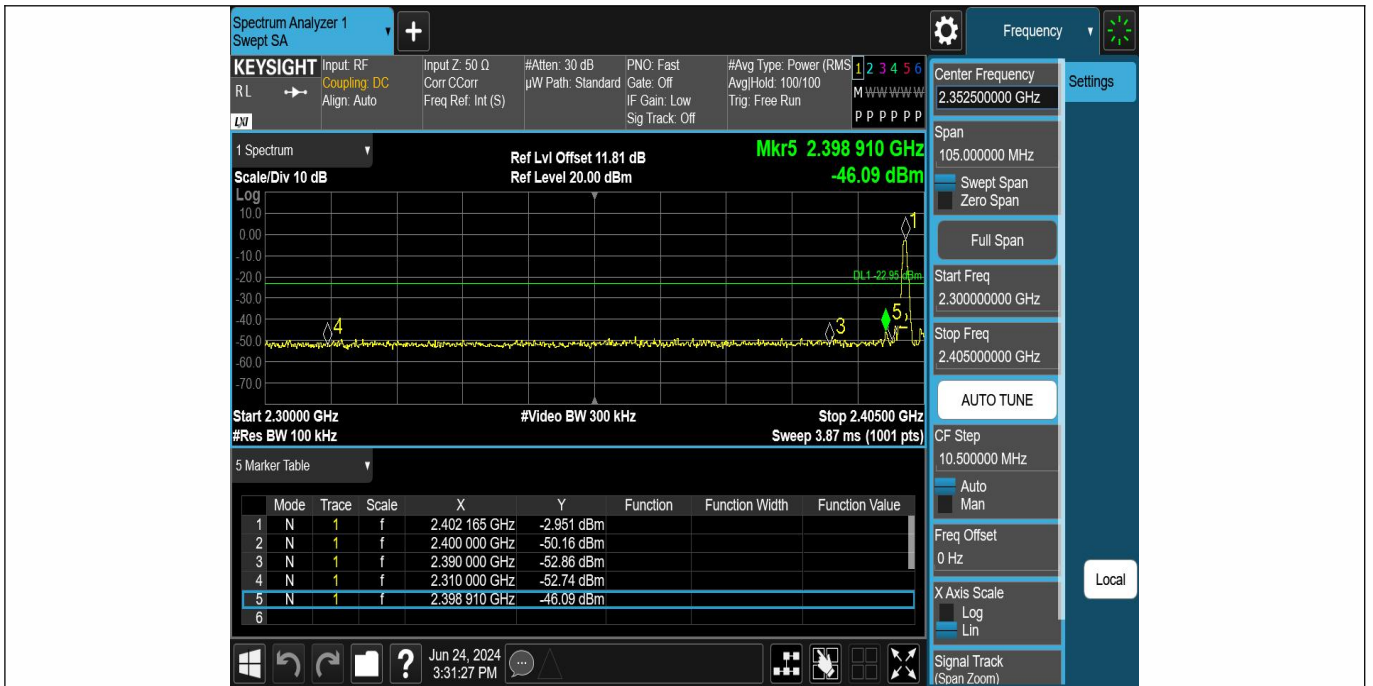 Spectrum Analyzer 1
Swept SA
+
Frequency
KEYSIGHT
RL
LXI
Input: RF
Coupling: DC
Align: Auto
Input Z: 50 Ω
Corr CCorr
Freq Ref: Int (S)
#Atten: 30 dB
µW Path: Standard
PNO: Fast
Gate: Off
IF Gain: Low
Sig Track: Off
#Avg Type: Power (RMS
Avg|Hold: 100/100
Trig: Free Run
1 2 3 4 5 6
M W W W W W
P P P P P P
1 Spectrum
Scale/Div 10 dB
Ref Lvl Offset 11.81 dB
Ref Level 20.00 dBm
Mkr5 2.398 910 GHz
-46.09 dBm
Log
10.0
0.00
-10.0
-20.0
-30.0
-40.0
-50.0
-60.0
-70.0
1
DL1 -22.95 dBm
4
3
5
Start 2.30000 GHz
#Video BW 300 kHz
Stop 2.40500 GHz
#Res BW 100 kHz
Sweep 3.87 ms (1001 pts)
5 Marker Table
Mode Trace Scale X Y Function Function Width Function Value
1 N 1 f 2.402 165 GHz -2.951 dBm
2 N 1 f 2.400 000 GHz -50.16 dBm
3 N 1 f 2.390 000 GHz -52.86 dBm
4 N 1 f 2.310 000 GHz -52.74 dBm
5 N 1 f 2.398 910 GHz -46.09 dBm
6
?
Jun 24, 2024
3:31:27 PM
Center Frequency
2.352500000 GHz
Settings
Span
105.000000 MHz
Swept Span
Zero Span
Full Span
Start Freq
2.300000000 GHz
Stop Freq
2.405000000 GHz
AUTO TUNE
CF Step
10.500000 MHz
Auto
Man
Freq Offset
0 Hz
Local
X Axis Scale
Log
Lin
Signal Track
(Span Zoom)